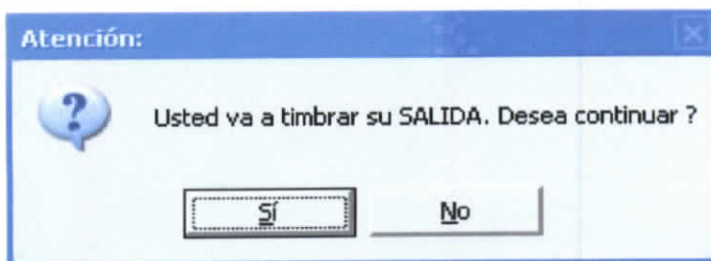 Atención:
Usted va a timbrar su SALIDA. Desea continuar ?
Sí
No